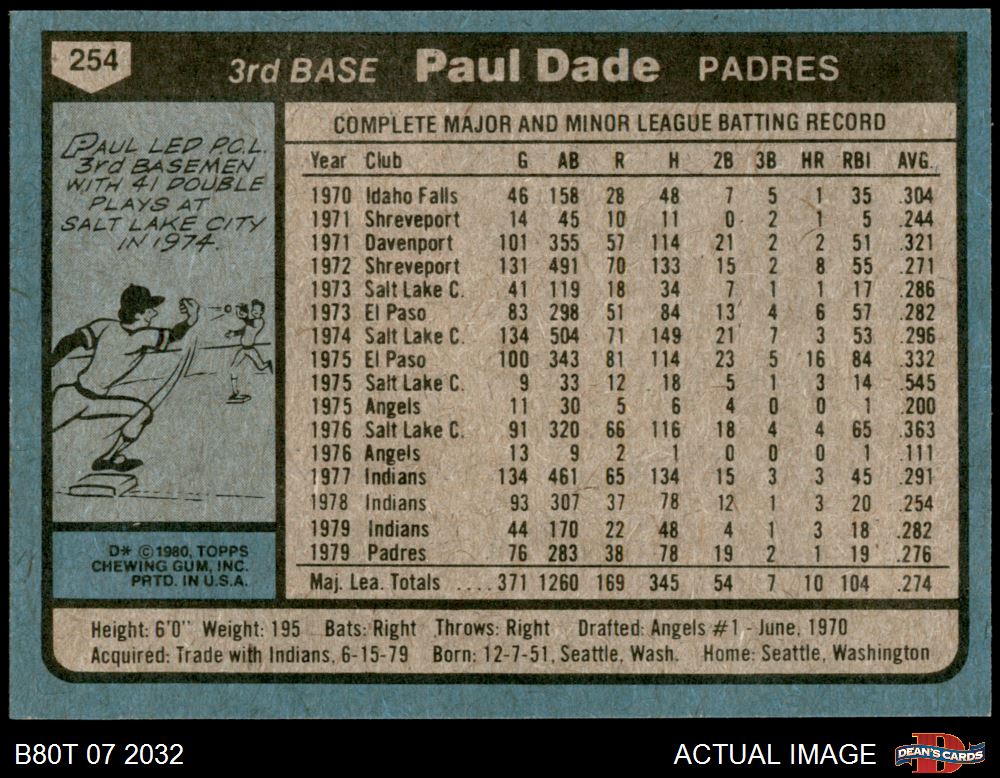 254
3rd BASE Paul Dade PADRES
PAUL LED P.C.L.
3rd BASEMEN
WITH 41 DOUBLE
PLAYS AT
SALT LAKE CITY
IN 1974.
D* © 1980, TOPPS
CHEWING GUM, INC.
PRTD. IN U.S.A.
COMPLETE MAJOR AND MINOR LEAGUE BATTING RECORD
Year Club G AB R H 2B 3B HR RBI AVG.
1970 Idaho Falls 46 158 28 48 7 5 1 35 .304
1971 Shreveport 14 45 10 11 0 2 1 5 .244
1971 Davenport 101 355 57 114 21 2 2 51 .321
1972 Shreveport 131 491 70 133 15 2 8 55 .271
1973 Salt Lake C. 41 119 18 34 7 1 1 17 .286
1973 El Paso 83 298 51 84 13 4 6 57 .282
1974 Salt Lake C. 134 504 71 149 21 7 3 53 .296
1975 El Paso 100 343 81 114 23 5 16 84 .332
1975 Salt Lake C. 9 33 12 18 5 1 3 14 .545
1975 Angels 11 30 5 6 4 0 0 1 .200
1976 Salt Lake C. 91 320 66 116 18 4 4 65 .363
1976 Angels 13 9 2 1 0 0 0 1 .111
1977 Indians 134 461 65 134 15 3 3 45 .291
1978 Indians 93 307 37 78 12 1 3 20 .254
1979 Indians 44 170 22 48 4 1 3 18 .282
1979 Padres 76 283 38 78 19 2 1 19 .276
Maj. Lea. Totals ....371 1260 169 345 54 7 10 104 .274
Height: 6'0" Weight: 195 Bats: Right Throws: Right Drafted: Angels #1 - June, 1970
Acquired: Trade with Indians, 6-15-79 Born: 12-7-51, Seattle, Wash. Home: Seattle, Washington
B80T 07 2032 ACTUAL IMAGE DEAN'S CARDS